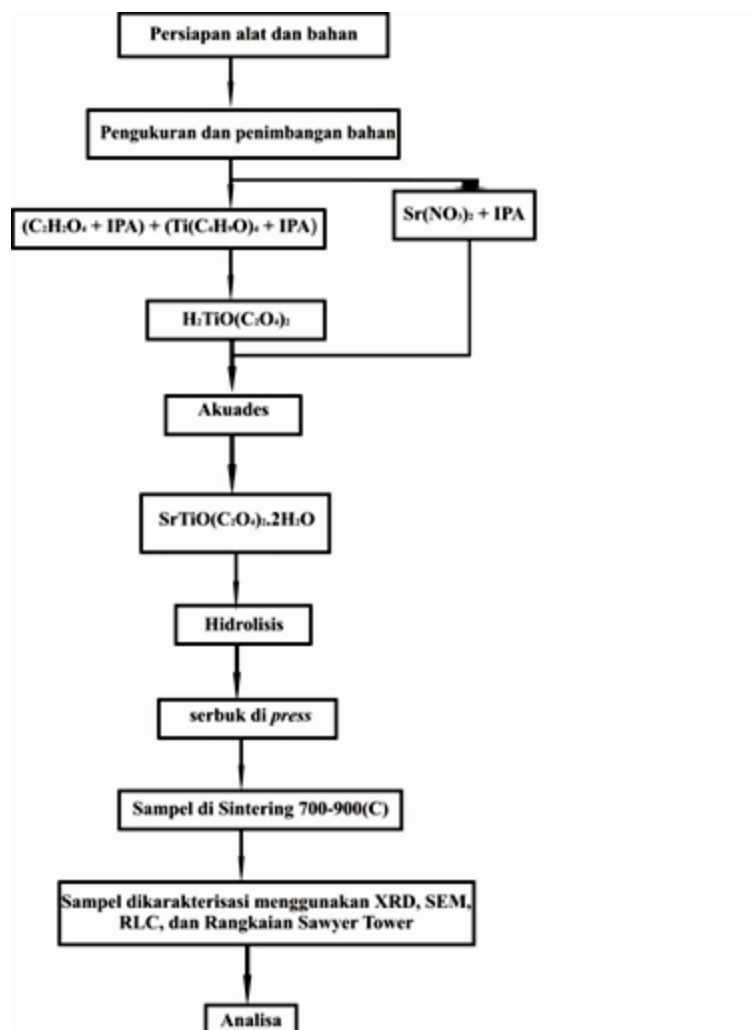 Persiapan alat dan bahan
Pengukuran dan penimbangan bahan
(C₂H₂O₄ + IPA) + (Ti(C₄H₉O)₄ + IPA)
Sr(NO₃)₂ + IPA
H₂TiO(C₂O₄)₂
Akuades
SrTiO(C₂O₄)₂.2H₂O
Hidrolisis
serbuk di press
Sampel di Sintering 700-900(C)
Sampel dikarakterisasi menggunakan XRD, SEM,
RLC, dan Rangkaian Sawyer Tower
Analisa